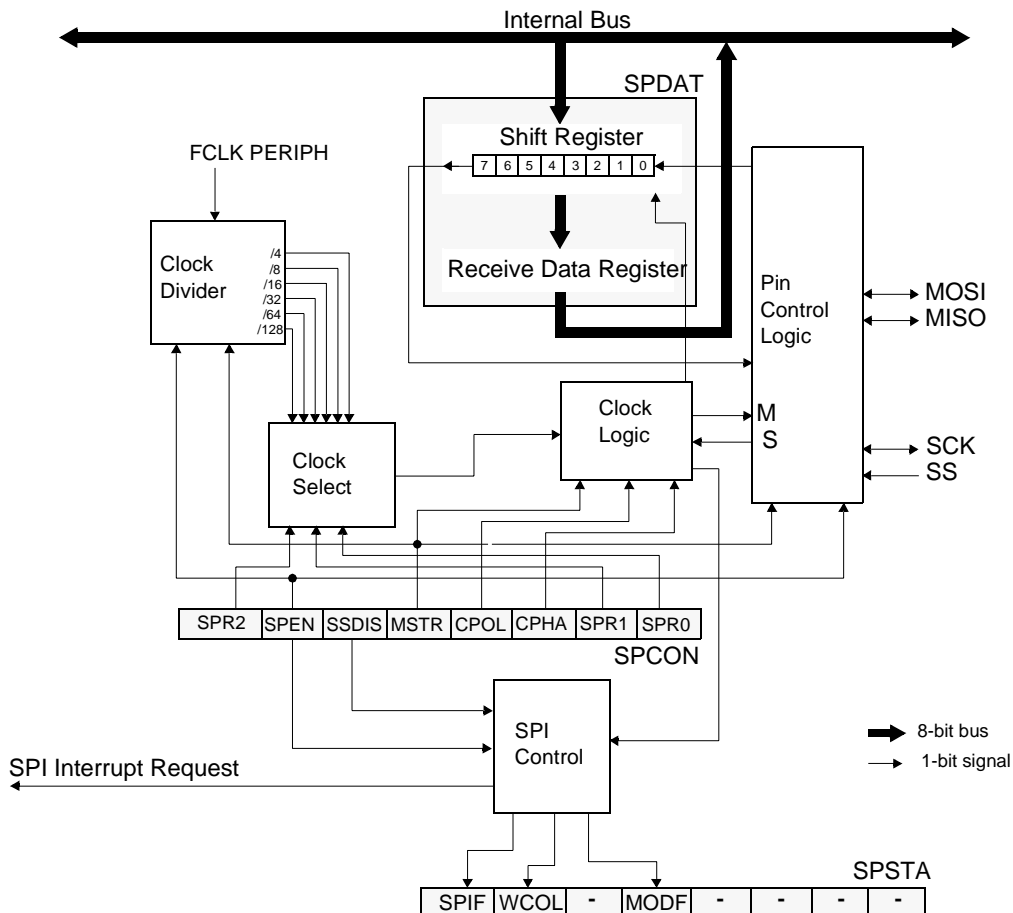 Internal Bus
SPDAT
Shift Register
7 6 5 4 3 2 1 0
FCLK PERIPH
Clock
Divider
/4
/8
/16
/32
/64
/128
Receive Data Register
Pin
Control
Logic
MOSI
MISO
Clock
Logic
M
S
SCK
SS
Clock
Select
SPR2 SPEN SSDIS MSTR CPOL CPHA SPR1 SPR0
SPCON
SPI
Control
8-bit bus
1-bit signal
SPI Interrupt Request
SPSTA
SPIF WCOL - MODF - - - -